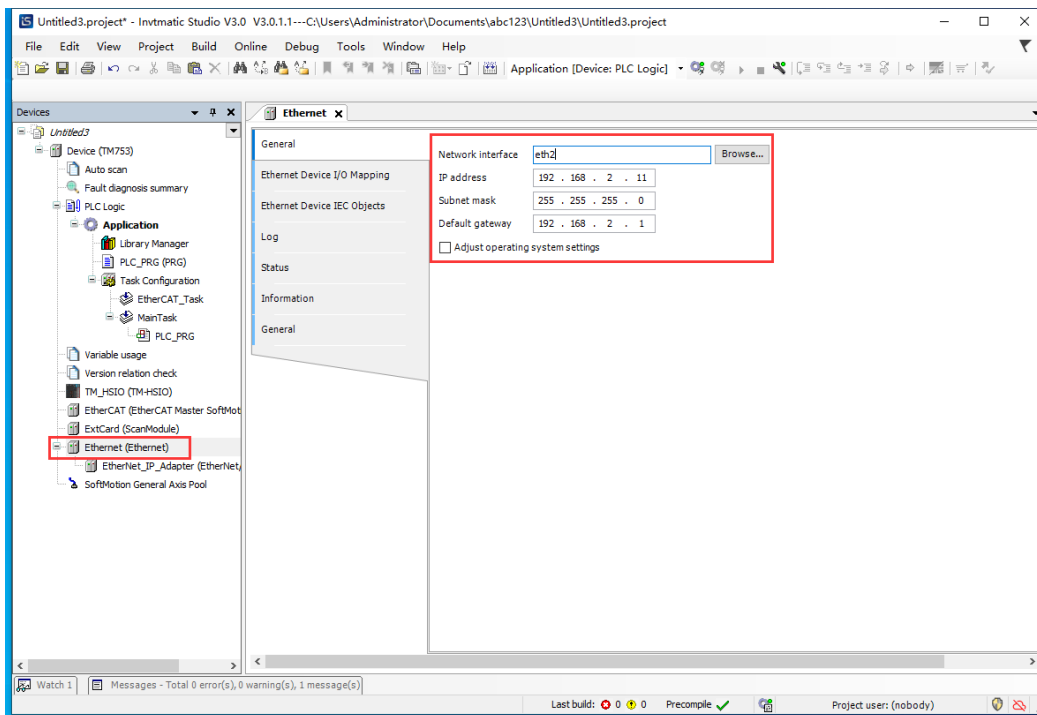 Untitled3.project* - Invtmatic Studio V3.0 V3.0.1.1---C:\Users\Administrator\Documents\abc123\Untitled3\Untitled3.project
File Edit View Project Build Online Debug Tools Window Help
Application [Device: PLC Logic]
Devices
Ethernet
Untitled3
Device (TM753)
Auto scan
Fault diagnosis summary
PLC Logic
Application
Library Manager
PLC_PRG (PRG)
Task Configuration
EtherCAT_Task
MainTask
PLC_PRG
Variable usage
Version relation check
TM_HSIO (TM-HSIO)
EtherCAT (EtherCAT Master SoftMot
ExtCard (ScanModule)
Ethernet (Ethernet)
EtherNet_IP_Adapter (EtherNet/
SoftMotion General Axis Pool
General
Ethernet Device I/O Mapping
Ethernet Device IEC Objects
Log
Status
Information
General
Network interface eth2 Browse...
IP address 192 . 168 . 2 . 11
Subnet mask 255 . 255 . 255 . 0
Default gateway 192 . 168 . 2 . 1
Adjust operating system settings
Watch 1 Messages - Total 0 error(s), 0 warning(s), 1 message(s)
Last build: 0 0 Precompile Project user: (nobody)